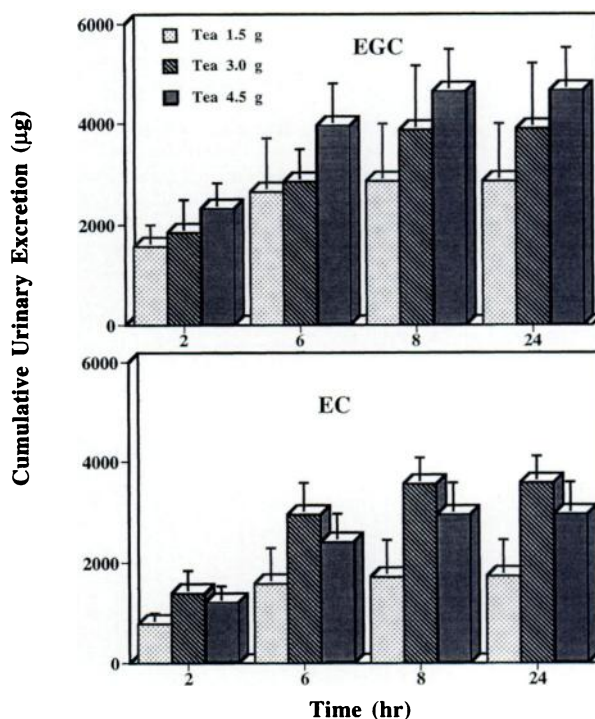 Cumulative Urinary Excretion (µg)
6000
4000
2000
0
Tea 1.5 g
Tea 3.0 g
Tea 4.5 g
EGC
2 6 8 24
6000
4000
2000
0
EC
2 6 8 24
Time (hr)